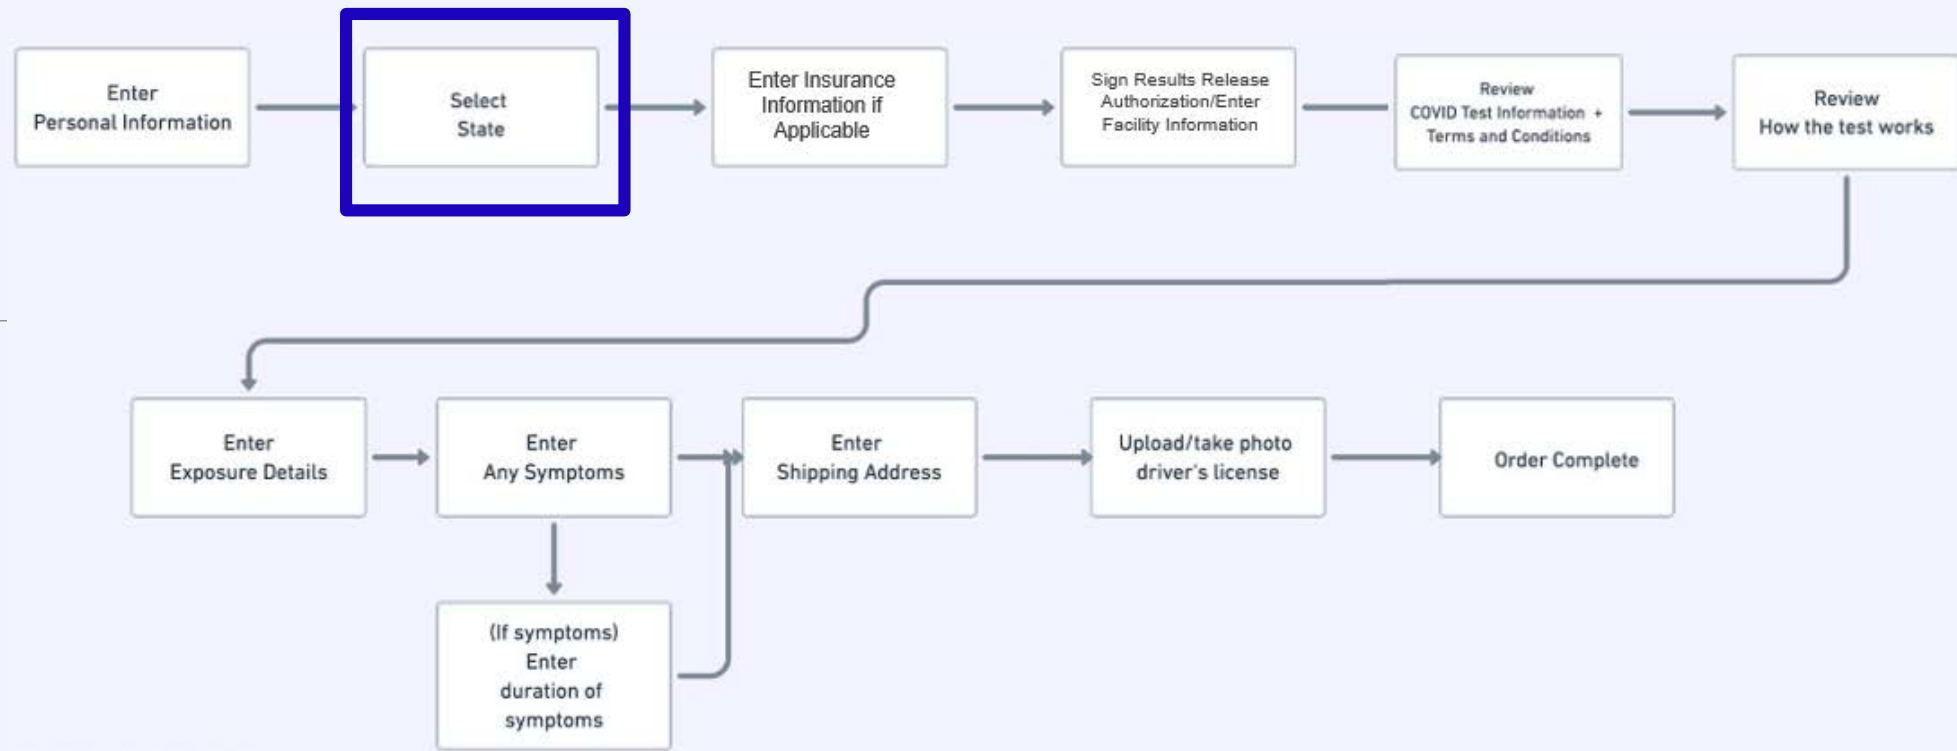 Enter
Personal Information
Select
State
Enter Insurance
Information if
Applicable
Sign Results Release
Authorization/Enter
Facility Information
Review
COVID Test Information +
Terms and Conditions
Review
How the test works
Enter
Exposure Details
Enter
Any Symptoms
Enter
Shipping Address
Upload/take photo
driver's license
Order Complete
(If symptoms)
Enter
duration of
symptoms